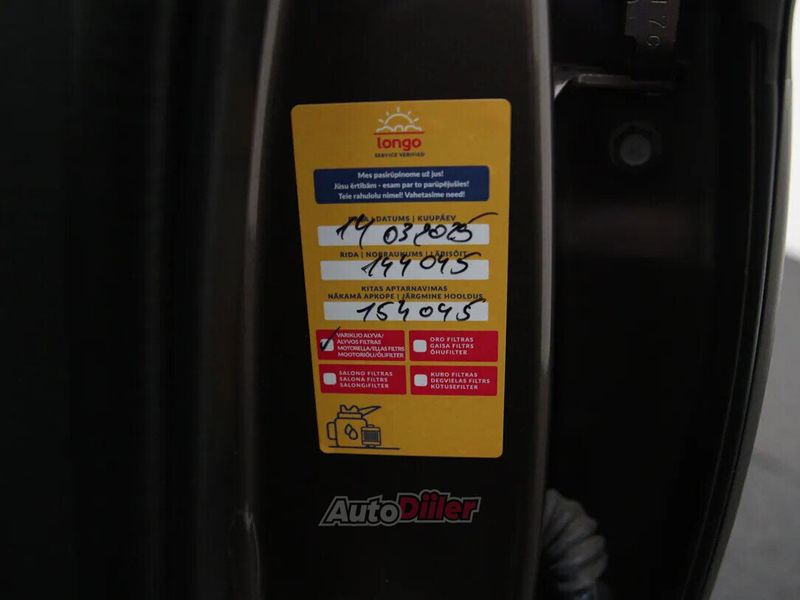 17c
longo
SERVICE VERIFIED
Mes pasirūpinome už jus!
Jūsu ērtībām - esam par to parūpējušies!
Teie rahulolu nimel! Vahetasime need!
DATUMS | KUUPÄEV
14 03 2025
RIDA | NOBRAUKUMS | LÄBISÕIT
144045
KITAS APTARNAVIMAS
NĀKAMĀ APKOPE | JÄRGMINE HOOLDUS
154045
VARIKLIO ALYVA/
ALYVOS FILTRAS
MOTOREĻĻA/EĻĻAS FILTRS
MOOTORIÕLI/ÕLIFILTER
ORO FILTRAS
GAISA FILTRS
ÕHUFILTER
SALONO FILTRAS
SALONA FILTRS
SALONGIFILTER
KURO FILTRAS
DEGVIELAS FILTRS
KÜTUSEFILTER
AutoDiiler